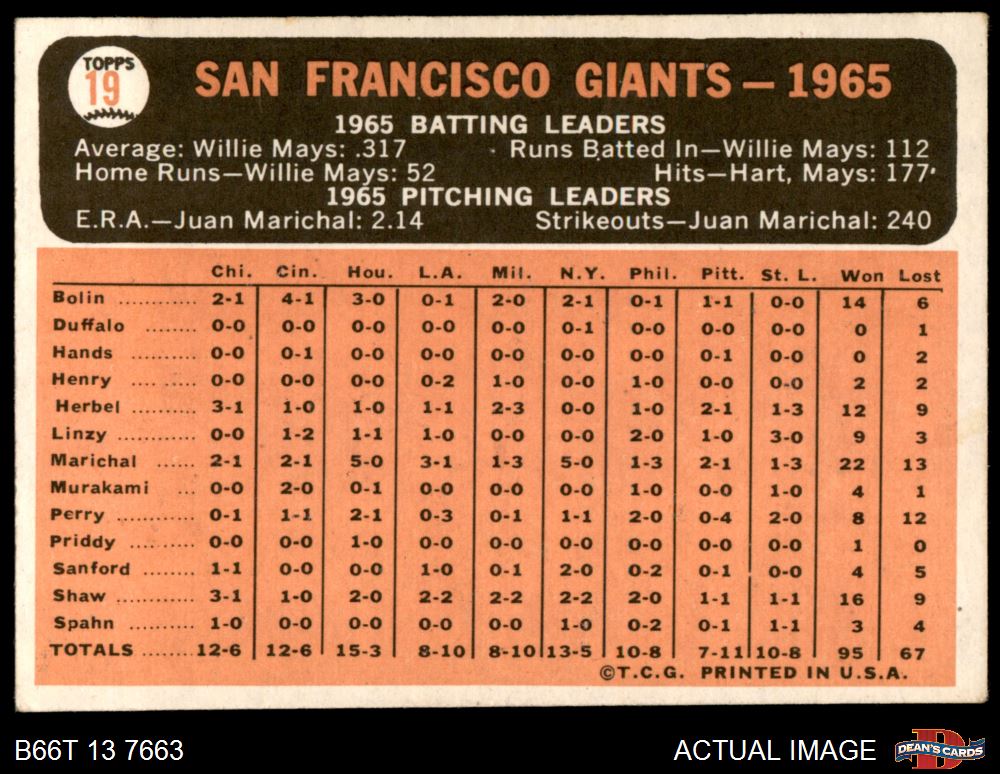 TOPPS
19
SAN FRANCISCO GIANTS — 1965
1965 BATTING LEADERS
Average: Willie Mays: .317 Runs Batted In—Willie Mays: 112
Home Runs—Willie Mays: 52 Hits—Hart, Mays: 177
1965 PITCHING LEADERS
E.R.A.—Juan Marichal: 2.14 Strikeouts—Juan Marichal: 240
Chi. Cin. Hou. L.A. Mil. N.Y. Phil. Pitt. St. L. Won Lost
Bolin ........... 2-1 4-1 3-0 0-1 2-0 2-1 0-1 1-1 0-0 14 6
Duffalo ....... 0-0 0-0 0-0 0-0 0-0 0-1 0-0 0-0 0-0 0 1
Hands ......... 0-0 0-1 0-0 0-0 0-0 0-0 0-0 0-1 0-0 0 2
Henry ......... 0-0 0-0 0-0 0-2 1-0 0-0 1-0 0-0 0-0 2 2
Herbel ......... 3-1 1-0 1-0 1-1 2-3 0-0 1-0 2-1 1-3 12 9
Linzy ........... 0-0 1-2 1-1 1-0 0-0 0-0 2-0 1-0 3-0 9 3
Marichal ...... 2-1 2-1 5-0 3-1 1-3 5-0 1-3 2-1 1-3 22 13
Murakami ... 0-0 2-0 0-1 0-0 0-0 0-0 1-0 0-0 1-0 4 1
Perry ........... 0-1 1-1 2-1 0-3 0-1 1-1 2-0 0-4 2-0 8 12
Priddy ......... 0-0 0-0 1-0 0-0 0-0 0-0 0-0 0-0 0-0 1 0
Sanford ....... 1-1 0-0 0-0 1-0 0-1 2-0 0-2 0-1 0-0 4 5
Shaw ........... 3-1 1-0 2-0 2-2 2-2 2-2 2-0 1-1 1-1 16 9
Spahn ......... 1-0 0-0 0-0 0-0 0-0 1-0 0-2 0-1 1-1 3 4
TOTALS ....... 12-6 12-6 15-3 8-10 8-10 13-5 10-8 7-11 10-8 95 67
©T.C.G. PRINTED IN U.S.A.
B66T 13 7663 ACTUAL IMAGE D DEAN'S CARDS